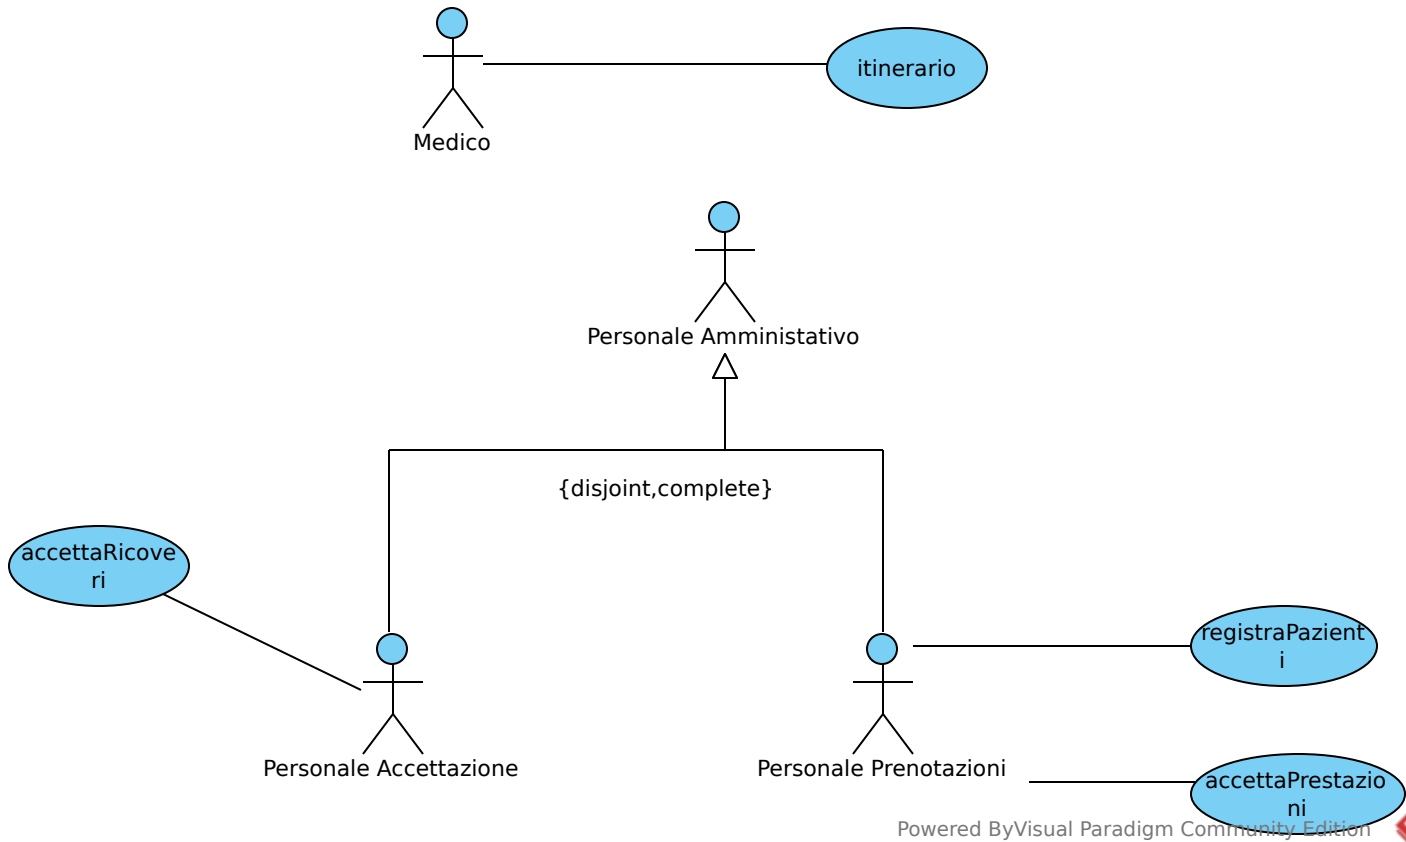 itinerario
Medico
Personale Amministativo
{disjoint,complete}
accettaRicove
ri
registraPazient
i
Personale Accettazione
Personale Prenotazioni
accettaPrestazio
ni
Powered ByVisual Paradigm Community Edition